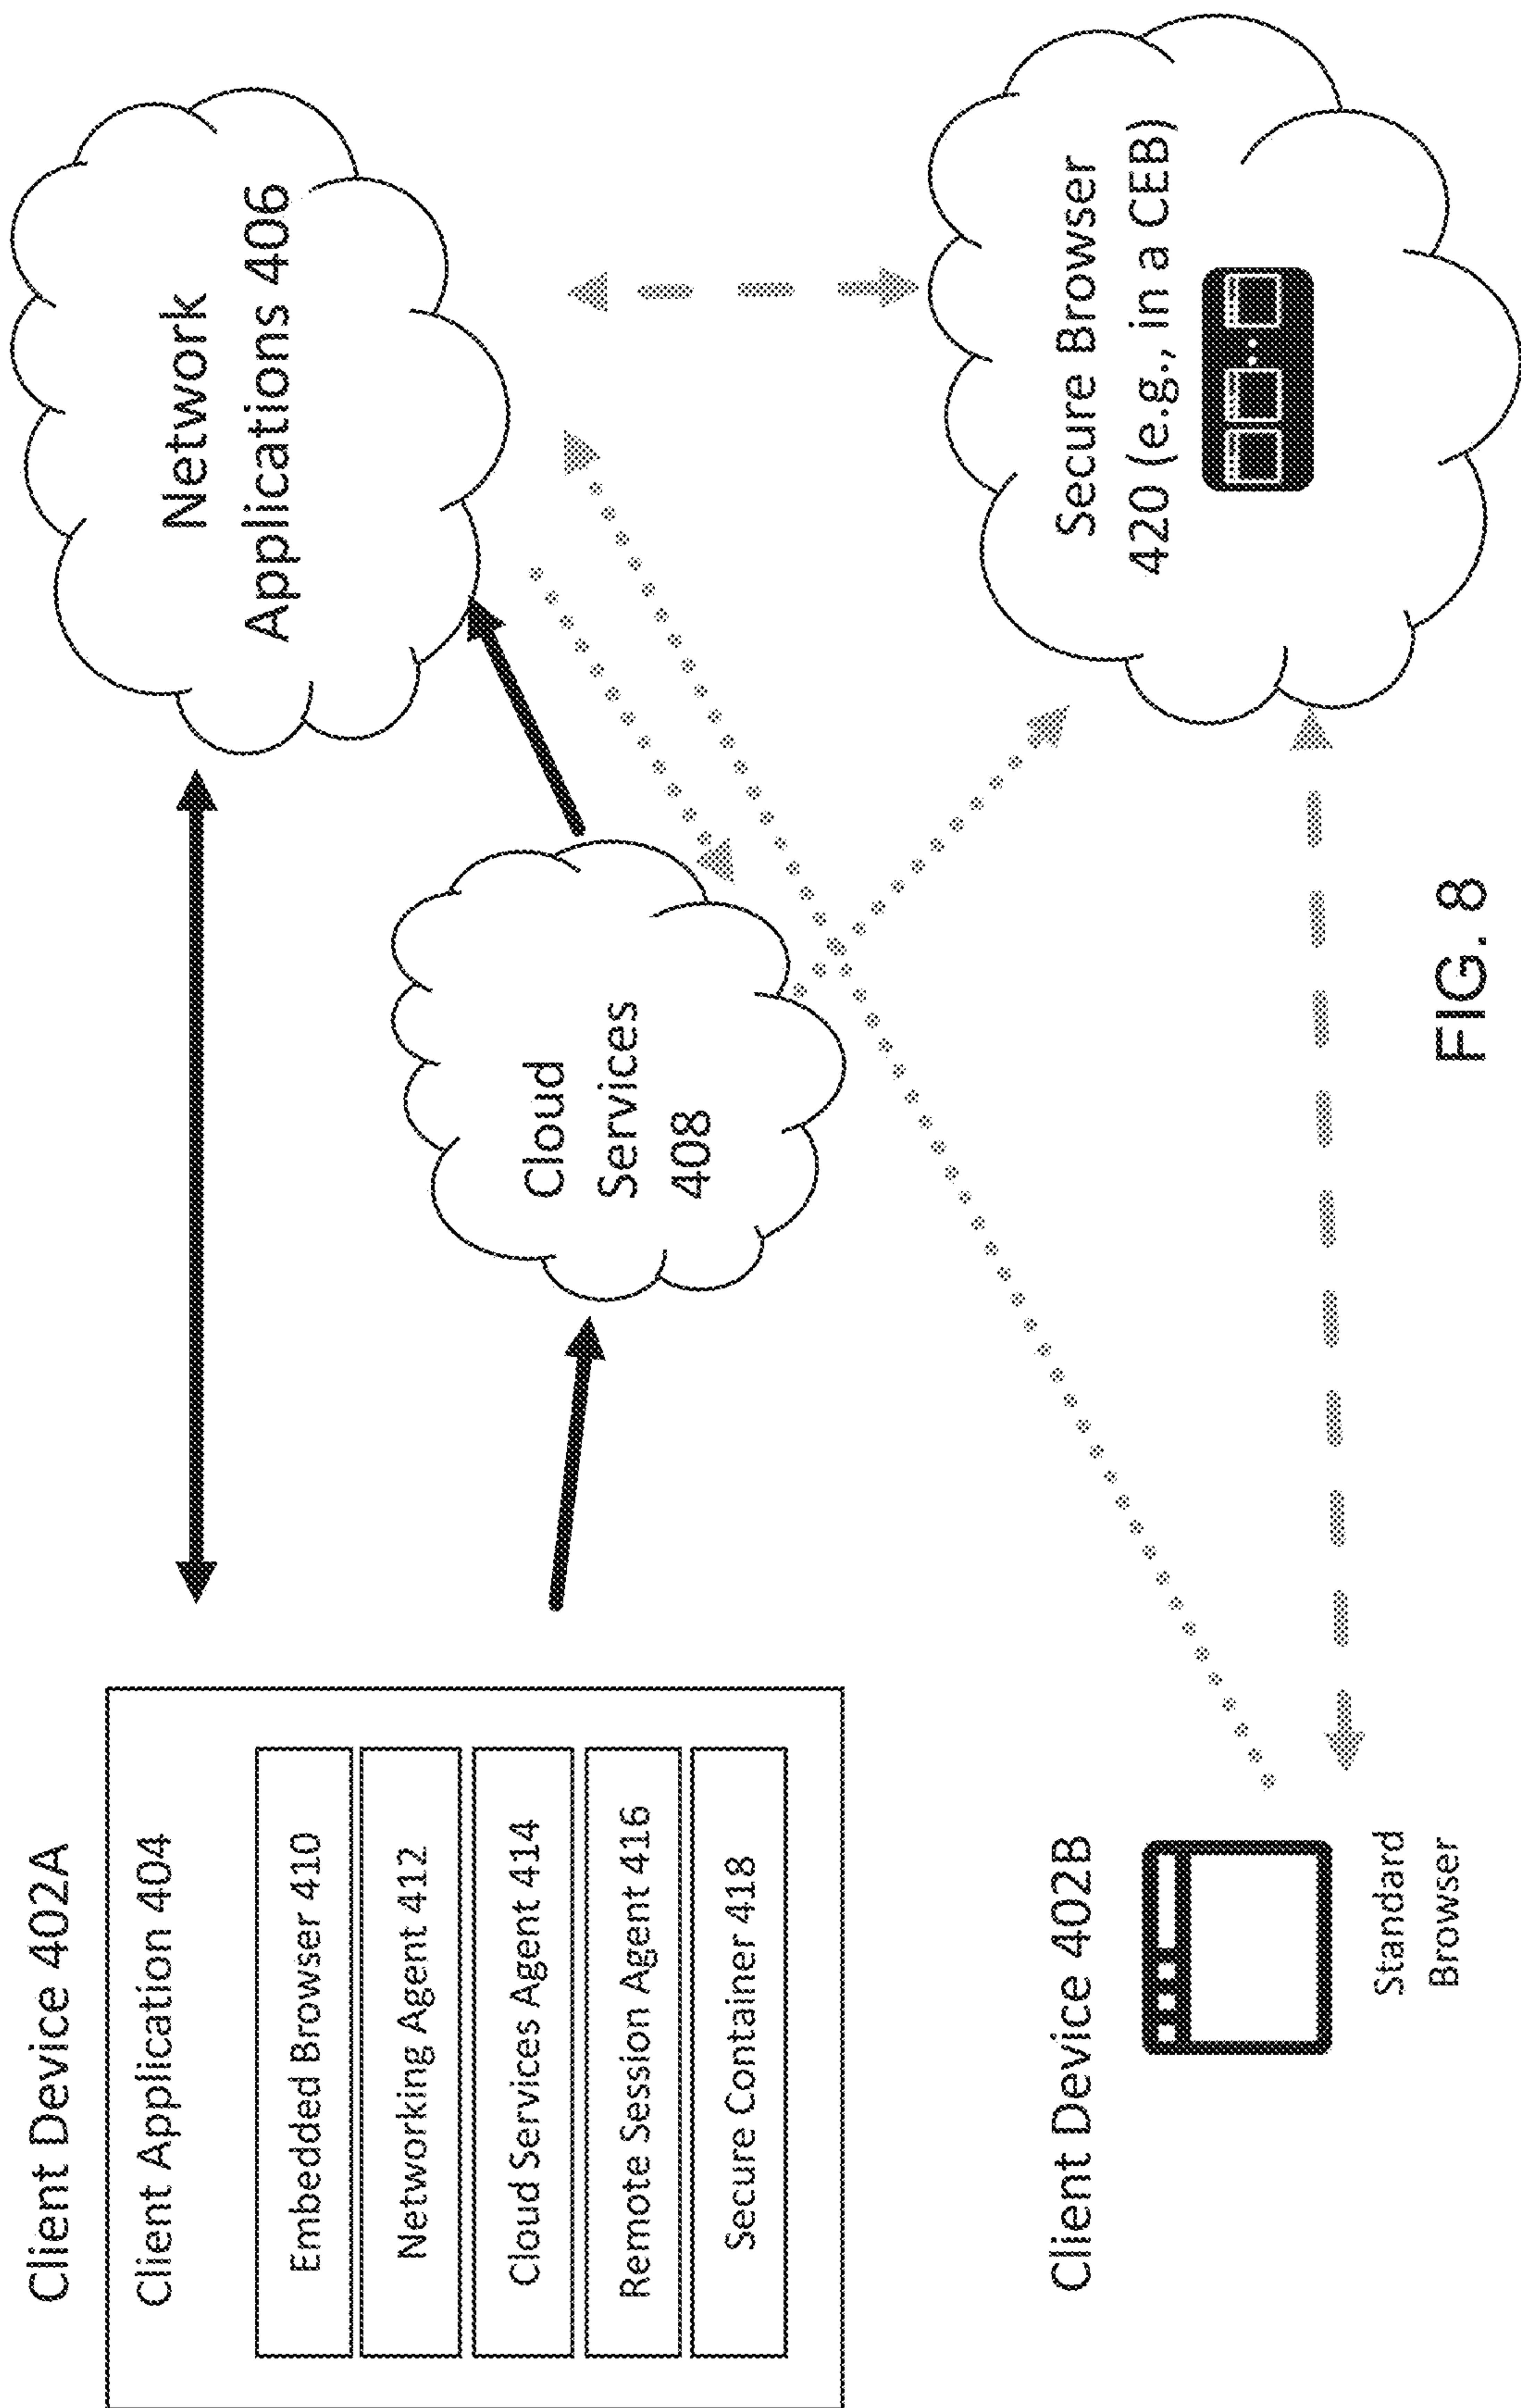 Client Device 402A
Client Application 404
Embedded Browser 410
Networking Agent 412
Cloud Services Agent 414
Remote Session Agent 416
Secure Container 418
Network
Applications 406
Cloud
Services
408
Client Device 402B
Standard
Browser
Secure Browser
420 (e.g., in a CEB)
FIG. 8